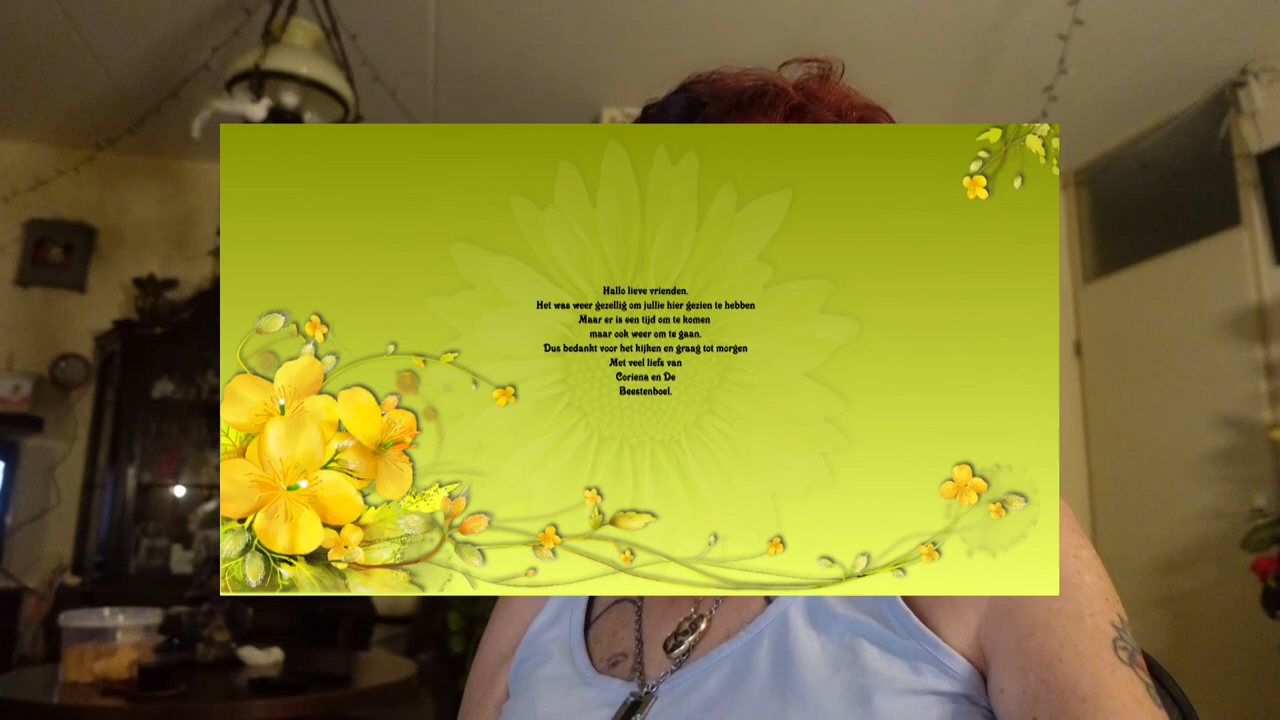 Hallo lieve vrienden.
Het was weer gezellig om jullie hier gezien te hebben
Maar er is een tijd om te komen
maar ook weer om te gaan.
Dus bedankt voor het kijken en graag tot morgen
Met veel liefs van
Coriena en De
Beestenboel.